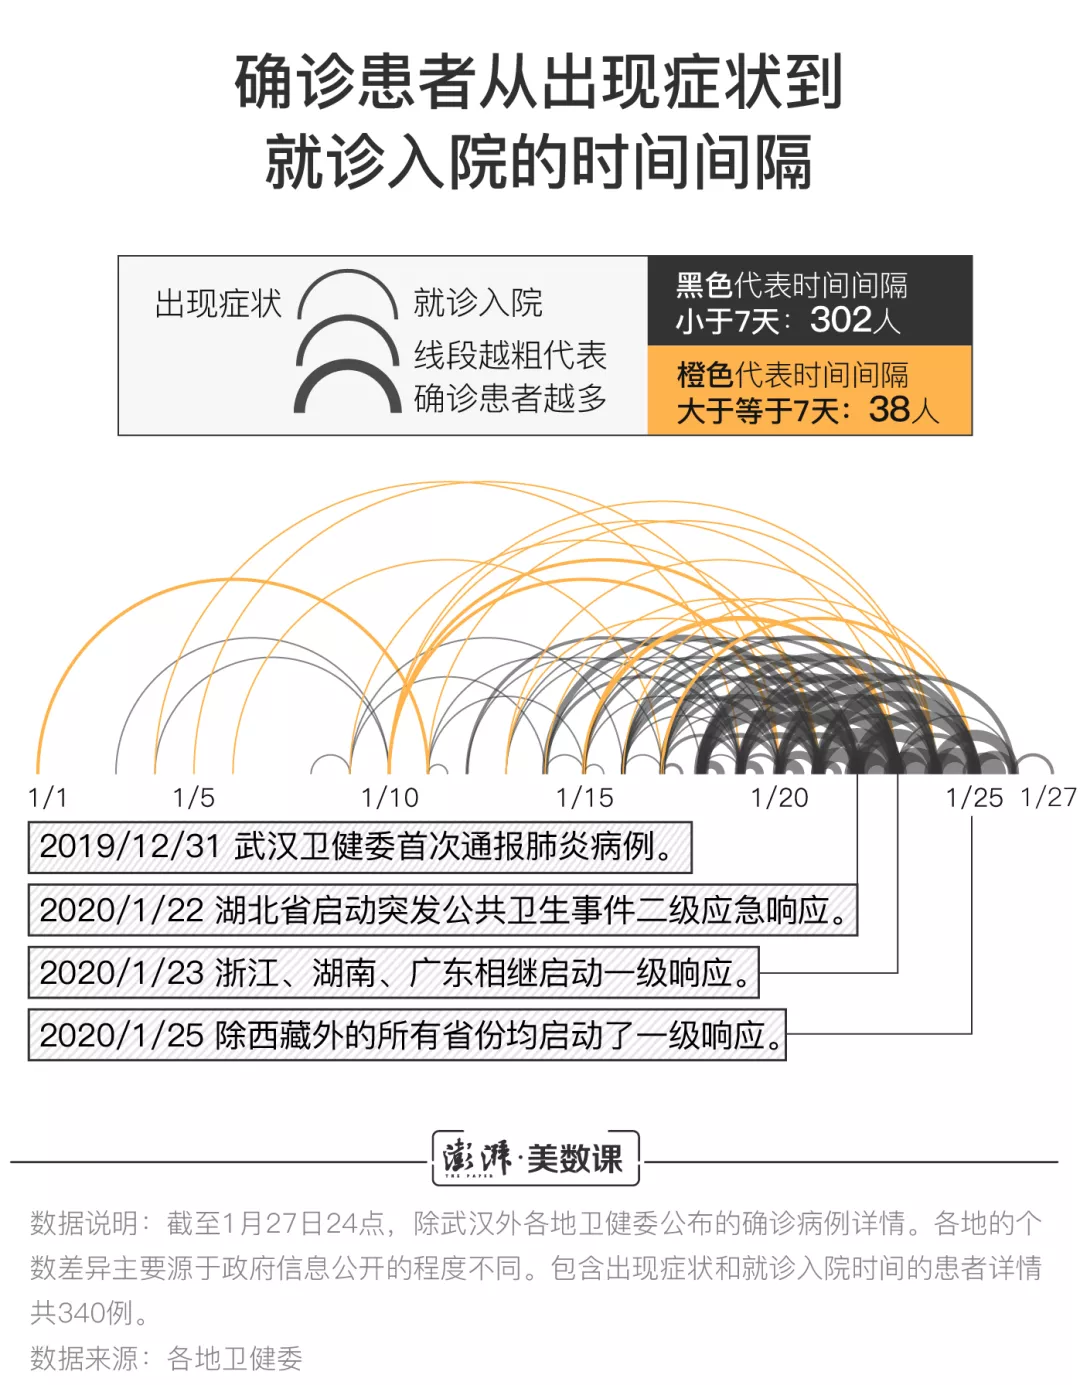 确诊患者从出现症状到
就诊入院的时间间隔
出现症状
就诊入院
线段越粗代表
确诊患者越多
黑色代表时间间隔
小于7天：302人
橙色代表时间间隔
大于等于7天：38人
1/1 1/5 1/10 1/15 1/20 1/25 1/27
2019/12/31 武汉卫健委首次通报肺炎病例。
2020/1/22 湖北省启动突发公共卫生事件二级应急响应。
2020/1/23 浙江、湖南、广东相继启动一级响应。
2020/1/25 除西藏外的所有省份均启动了一级响应。
澎湃·美数课
THE PAPER
数据说明：截至1月27日24点，除武汉外各地卫健委公布的确诊病例详情。各地的个
数差异主要源于政府信息公开的程度不同。包含出现症状和就诊入院时间的患者详情
共340例。
数据来源：各地卫健委